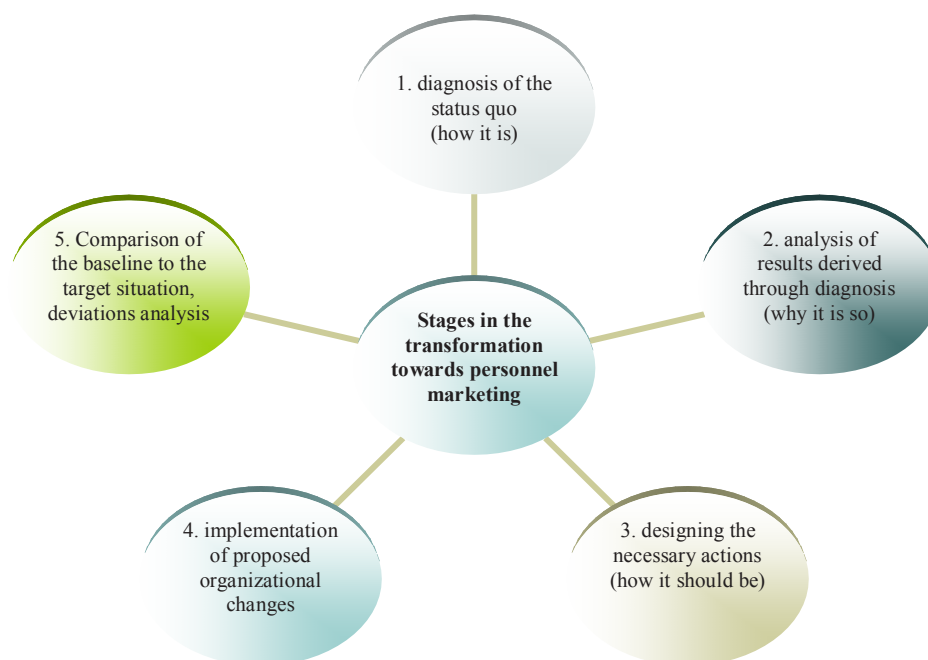 1. diagnosis of the
status quo
(how it is)
2. analysis of
results derived
through diagnosis
(why it is so)
3. designing the
necessary actions
(how it should be)
4. implementation
of proposed
organizational
changes
5. Comparison of
the baseline to the
target situation,
deviations analysis
Stages in the
transformation
towards personnel
marketing